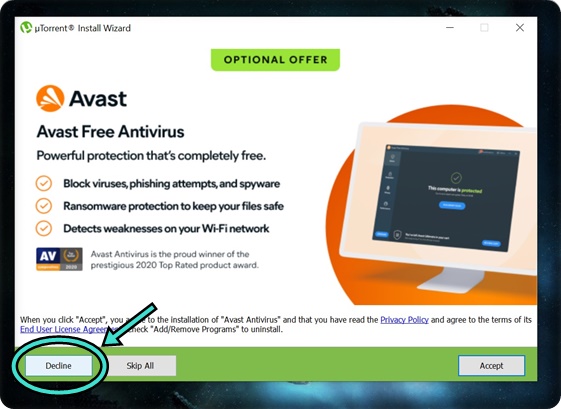 µTorrent® Install Wizard
OPTIONAL OFFER
Avast
Avast Free Antivirus
Powerful protection that's completely free.
Block viruses, phishing attempts, and spyware
Ransomware protection to keep your files safe
Detects weaknesses on your Wi-Fi network
AV
2020
Avast Antivirus is the proud winner of the
prestigious 2020 Top Rated product award.
This computer is protected
When you click "Accept", you to the installation of "Avast Antivirus" and that you have read the Privacy Policy and agree to the terms of its
End User License check "Add/Remove Programs" to uninstall.
Decline
Skip All
Accept